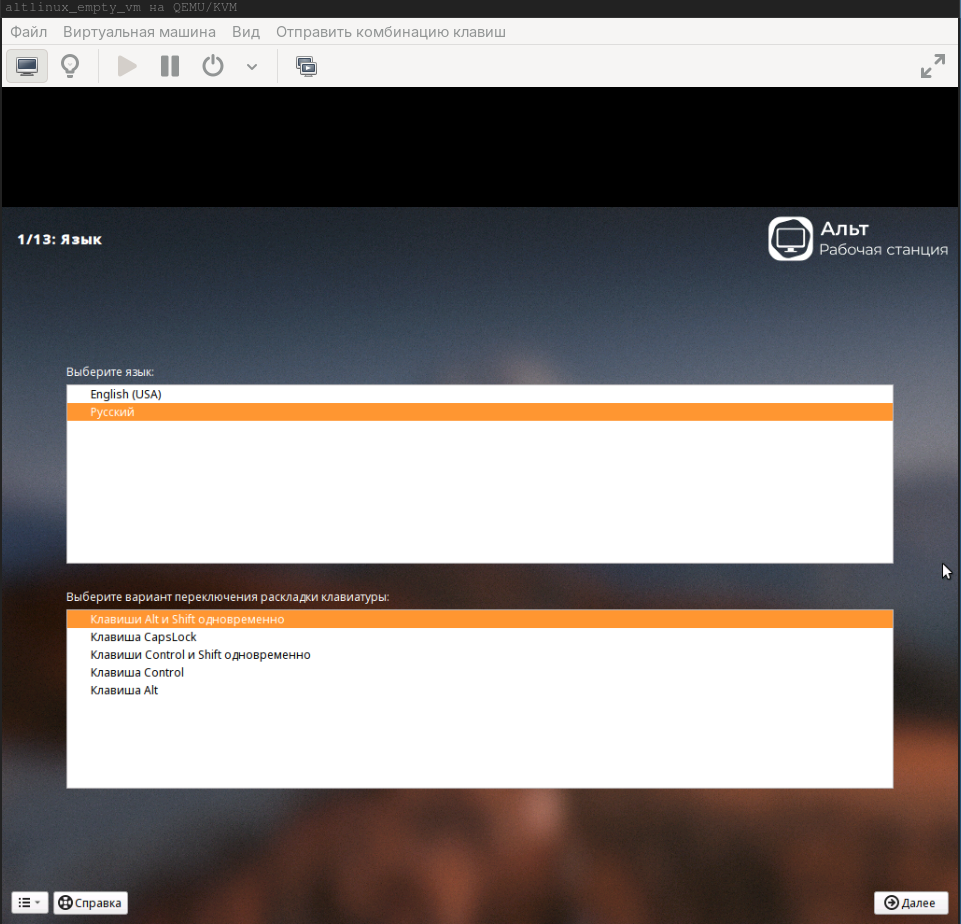 altlinux_empty_vm на QEMU/KVM
Файл Виртуальная машина Вид Отправить комбинацию клавиш
1/13: Язык
Альт
Рабочая станция
Выберите язык:
English (USA)
Русский
Выберите вариант переключения раскладки клавиатуры:
Клавиши Alt и Shift одновременно
Клавиша CapsLock
Клавиши Control и Shift одновременно
Клавиша Control
Клавиша Alt
Справка Далее